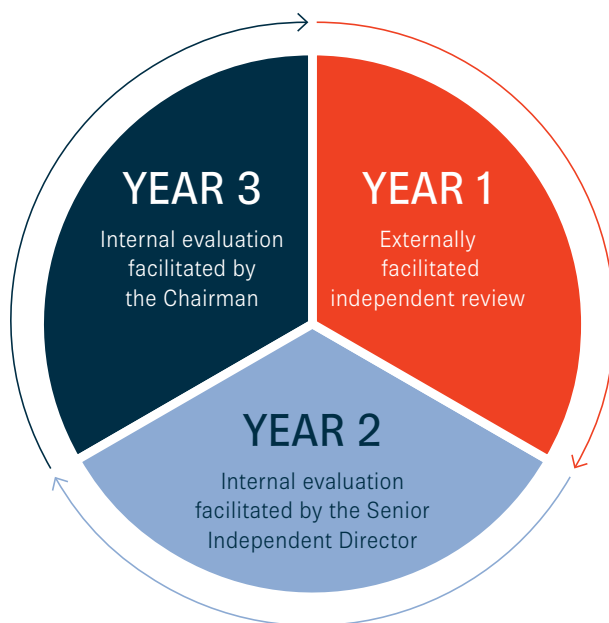 YEAR 3
Internal evaluation
facilitated by
the Chairman
YEAR 1
Externally
facilitated
independent review
YEAR 2
Internal evaluation
facilitated by the Senior
Independent Director